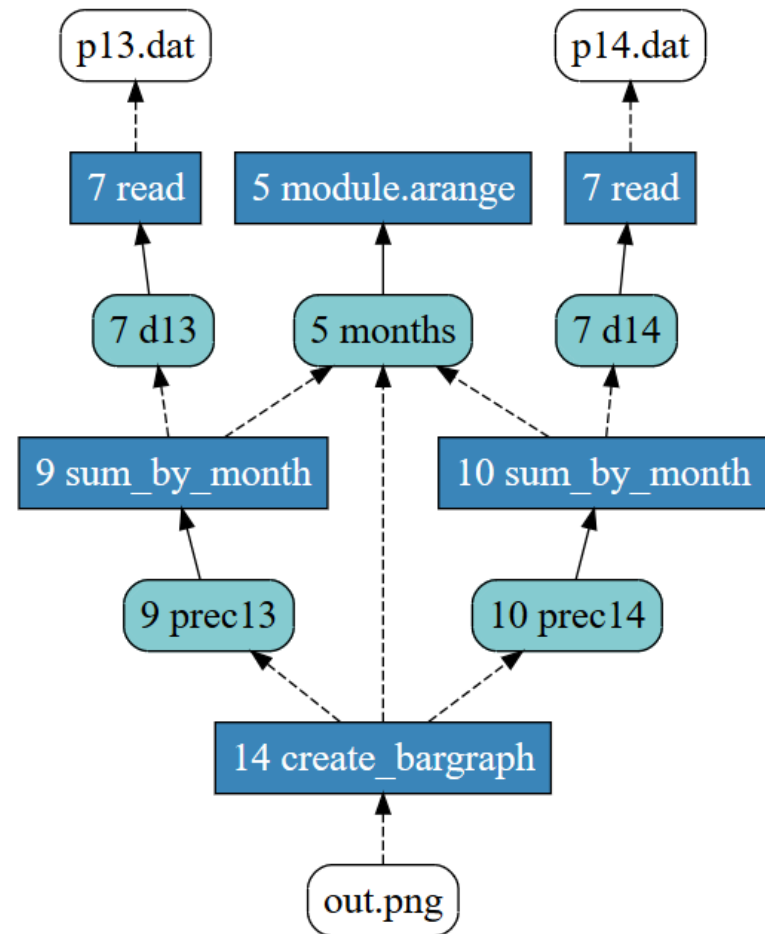 p13.dat
p14.dat
7 read
5 module.arange
7 read
7 d13
5 months
7 d14
9 sum_by_month
10 sum_by_month
9 prec13
10 prec14
14 create_bargraph
out.png